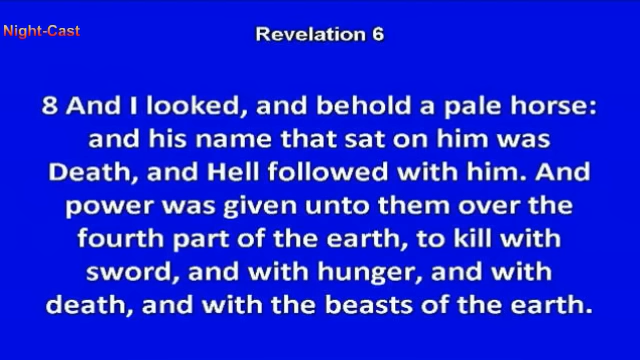 Night-Cast
Revelation 6
8 And I looked, and behold a pale horse:
and his name that sat on him was
Death, and Hell followed with him. And
power was given unto them over the
fourth part of the earth, to kill with
sword, and with hunger, and with
death, and with the beasts of the earth.